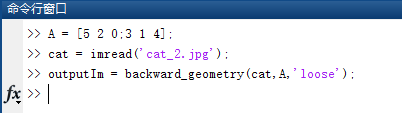 命令行窗口
>> A = [5 2 0;3 1 4];
>> cat = imread('cat_2.jpg');
>> outputIm = backward_geometry(cat,A,'loose');
fx >>